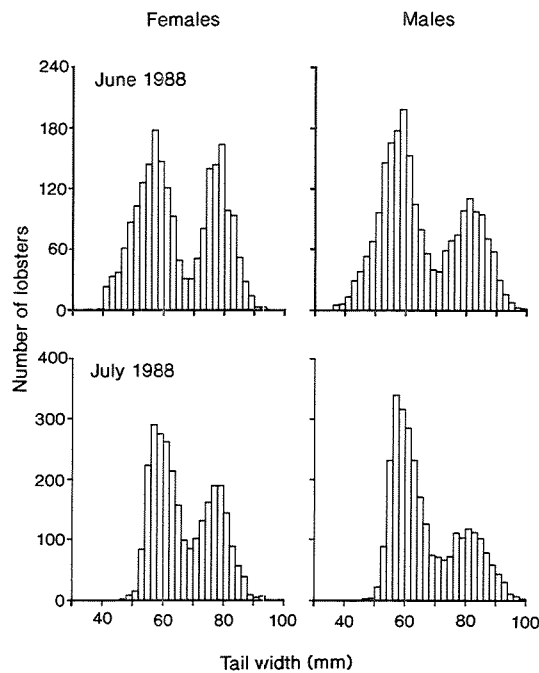 Females Males
240
June 1988
180
120
60
0
Number of lobsters
400
July 1988
300
200
100
0
40 60 80 100 40 60 80 100
Tail width (mm)